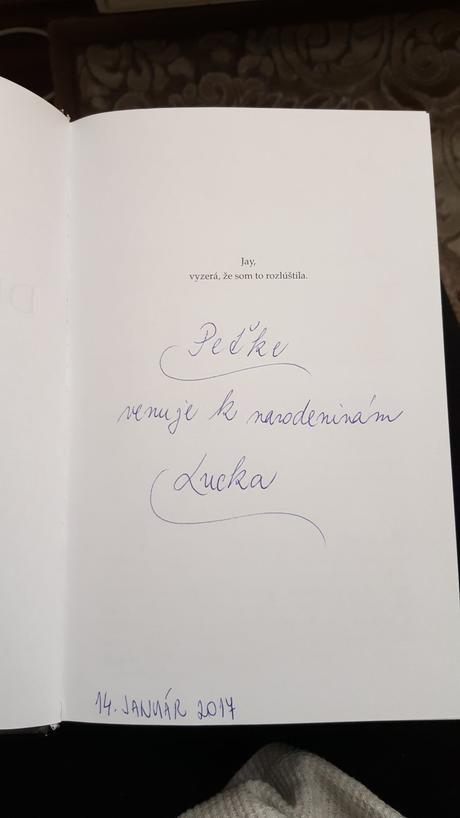 Jay,
vyzerá, že som to rozlúštila.
Peťke
venuje k narodeninám
Lucka
14. JANUÁR 2017